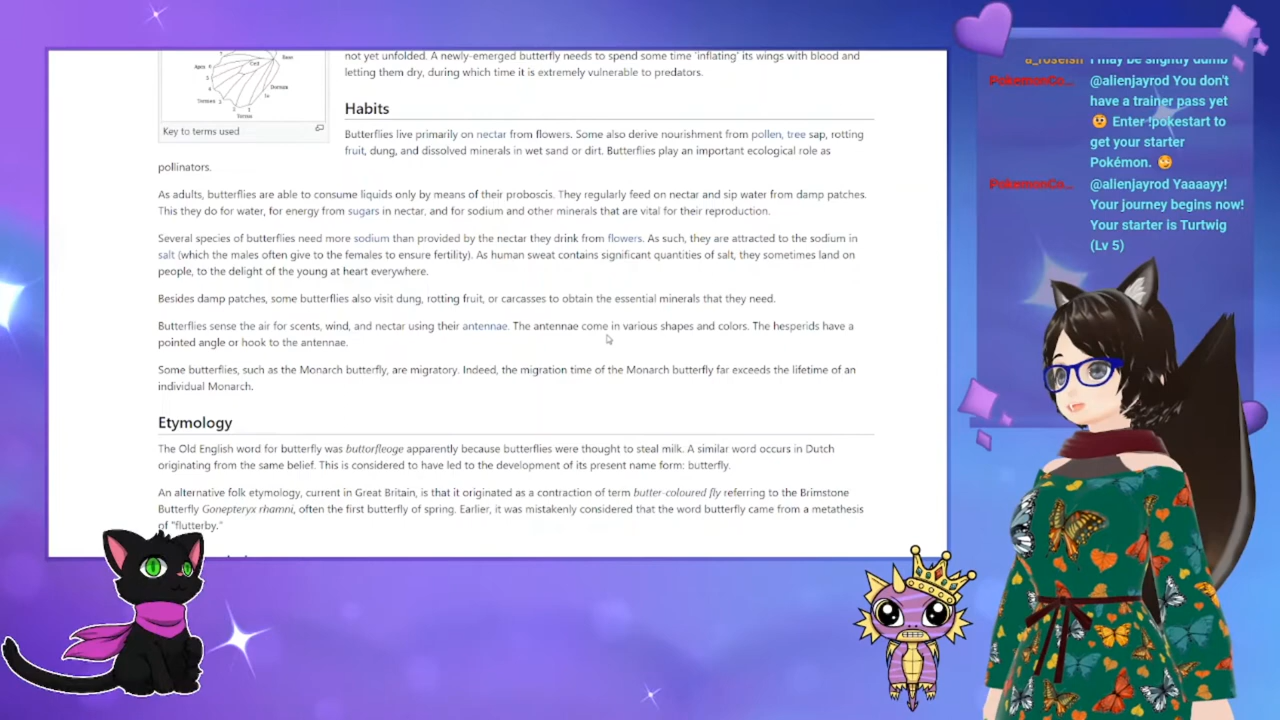 not yet unfolded. A newly-emerged butterfly needs to spend some time 'inflating' its wings with blood and
letting them dry, during which time it is extremely vulnerable to predators.
Key to terms used
Habits
Butterflies live primarily on nectar from flowers. Some also derive nourishment from pollen, tree sap, rotting
fruit, dung, and dissolved minerals in wet sand or dirt. Butterflies play an important ecological role as
pollinators.
As adults, butterflies are able to consume liquids only by means of their proboscis. They regularly feed on nectar and sip water from damp patches.
This they do for water, for energy from sugars in nectar, and for sodium and other minerals that are vital for their reproduction.
Several species of butterflies need more sodium than provided by the nectar they drink from flowers. As such, they are attracted to the sodium in
salt (which the males often give to the females to ensure fertility). As human sweat contains significant quantities of salt, they sometimes land on
people, to the delight of the young at heart everywhere.
Besides damp patches, some butterflies also visit dung, rotting fruit, or carcasses to obtain the essential minerals that they need.
Butterflies sense the air for scents, wind, and nectar using their antennae. The antennae come in various shapes and colors. The hesperids have a
pointed angle or hook to the antennae.
Some butterflies, such as the Monarch butterfly, are migratory. Indeed, the migration time of the Monarch butterfly far exceeds the lifetime of an
individual Monarch.
Etymology
The Old English word for butterfly was buttorfleoge apparently because butterflies were thought to steal milk. A similar word occurs in Dutch
originating from the same belief. This is considered to have led to the development of its present name form: butterfly.
An alternative folk etymology, current in Great Britain, is that it originated as a contraction of term butter-coloured fly referring to the Brimstone
Butterfly Gonepteryx rhamni, often the first butterfly of spring. Earlier, it was mistakenly considered that the word butterfly came from a metathesis
of "flutterby."
a_roseish I may be slightly dumb
PokemonCo... @alienjayrod You don't
have a trainer pass yet
Enter !pokestart to
get your starter
Pokémon.
PokemonCo... @alienjayrod Yaaaayy!
Your journey begins now!
Your starter is Turtwig
(Lv 5)